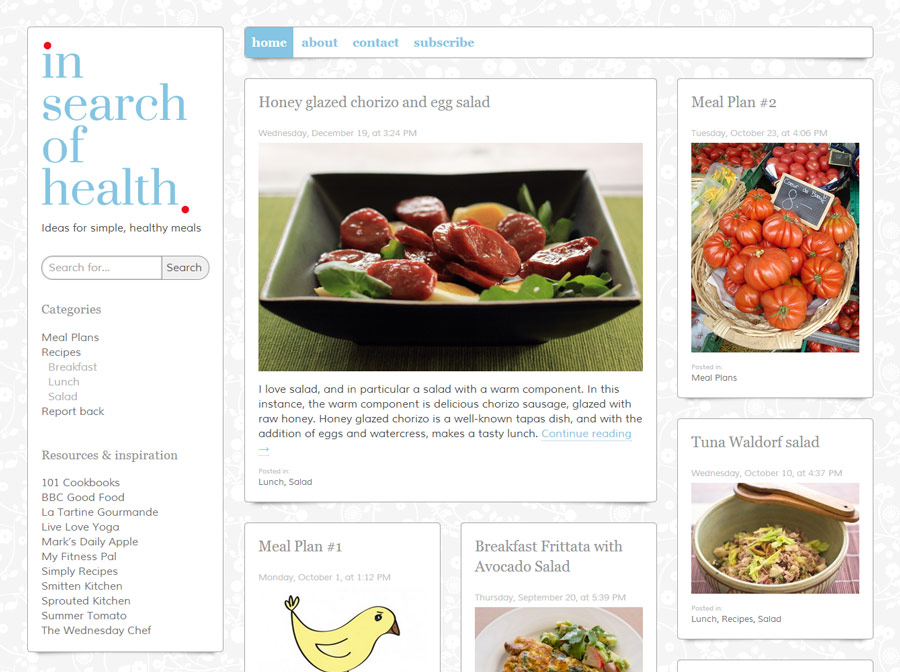 in
search
of
health.
Ideas for simple, healthy meals
Search for...
Search
Categories
Meal Plans
Recipes
Breakfast
Lunch
Salad
Report back
Resources & inspiration
101 Cookbooks
BBC Good Food
La Tartine Gourmande
Live Love Yoga
Mark's Daily Apple
My Fitness Pal
Simply Recipes
Smitten Kitchen
Sprouted Kitchen
Summer Tomato
The Wednesday Chef
home about contact subscribe
Honey glazed chorizo and egg salad
Wednesday, December 19, at 3:24 PM
I love salad, and in particular a salad with a warm component. In this
instance, the warm component is delicious chorizo sausage, glazed with
raw honey. Honey glazed chorizo is a well-known tapas dish, and with the
addition of eggs and watercress, makes a tasty lunch. Continue reading
→
Posted in:
Lunch, Salad
Meal Plan #1
Monday, October 1, at 1:12 PM
Breakfast Frittata with
Avocado Salad
Thursday, September 20, at 5:39 PM
Meal Plan #2
Tuesday, October 23, at 4:06 PM
Coeur de Boeuf
8.—
Posted in:
Meal Plans
Tuna Waldorf salad
Wednesday, October 10, at 4:37 PM
Posted in:
Lunch, Recipes, Salad